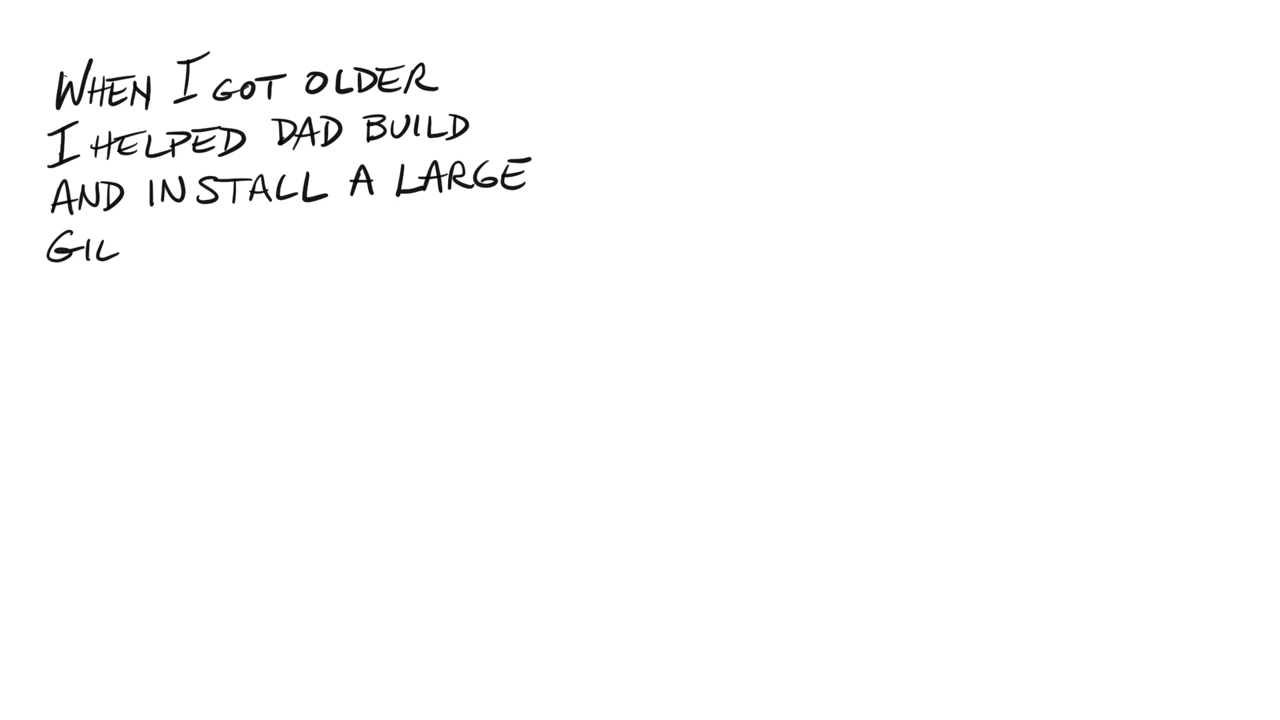 WHEN I GOT OLDER
I HELPED DAD BUILD
AND INSTALL A LARGE
GIL